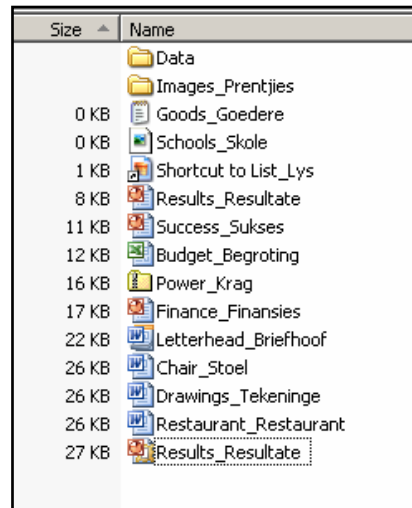 Size Name
Data
Images_Prentjies
0 KB Goods_Goedere
0 KB Schools_Skole
1 KB Shortcut to List_Lys
8 KB Results_Resultate
11 KB Success_Sukses
12 KB Budget_Begroting
16 KB Power_Krag
17 KB Finance_Finansies
22 KB Letterhead_Briefhoof
26 KB Chair_Stoel
26 KB Drawings_Tekeninge
26 KB Restaurant_Restaurant
27 KB Results_Resultate